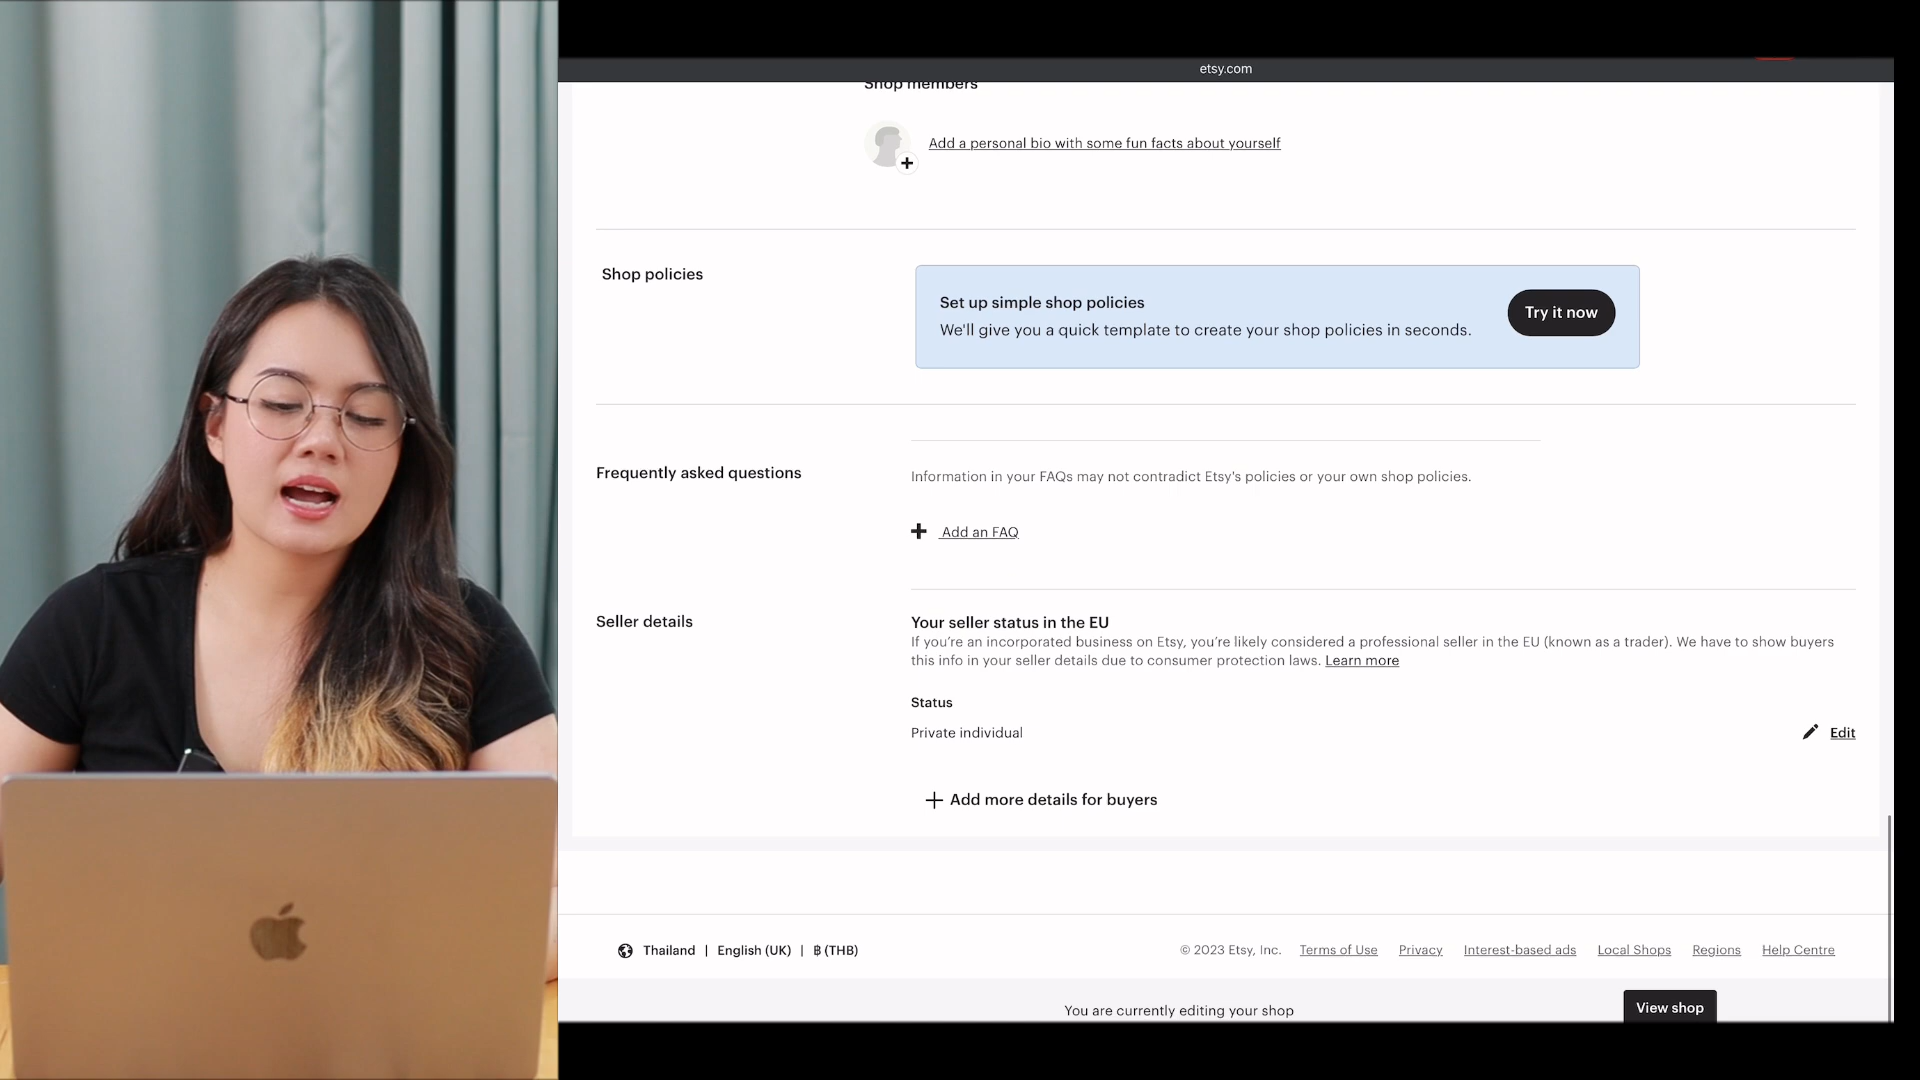 etsy.com
Shop members
Add a personal bio with some fun facts about yourself
Shop policies
Set up simple shop policies
We'll give you a quick template to create your shop policies in seconds.
Try it now
Frequently asked questions
Information in your FAQs may not contradict Etsy's policies or your own shop policies.
Add an FAQ
Seller details
Your seller status in the EU
If you're an incorporated business on Etsy, you're likely considered a professional seller in the EU (known as a trader). We have to show buyers
this info in your seller details due to consumer protection laws. Learn more
Status
Private individual
Edit
Add more details for buyers
Thailand | English (UK) | ฿ (THB)
© 2023 Etsy, Inc. Terms of Use Privacy Interest-based ads Local Shops Regions Help Centre
You are currently editing your shop
View shop